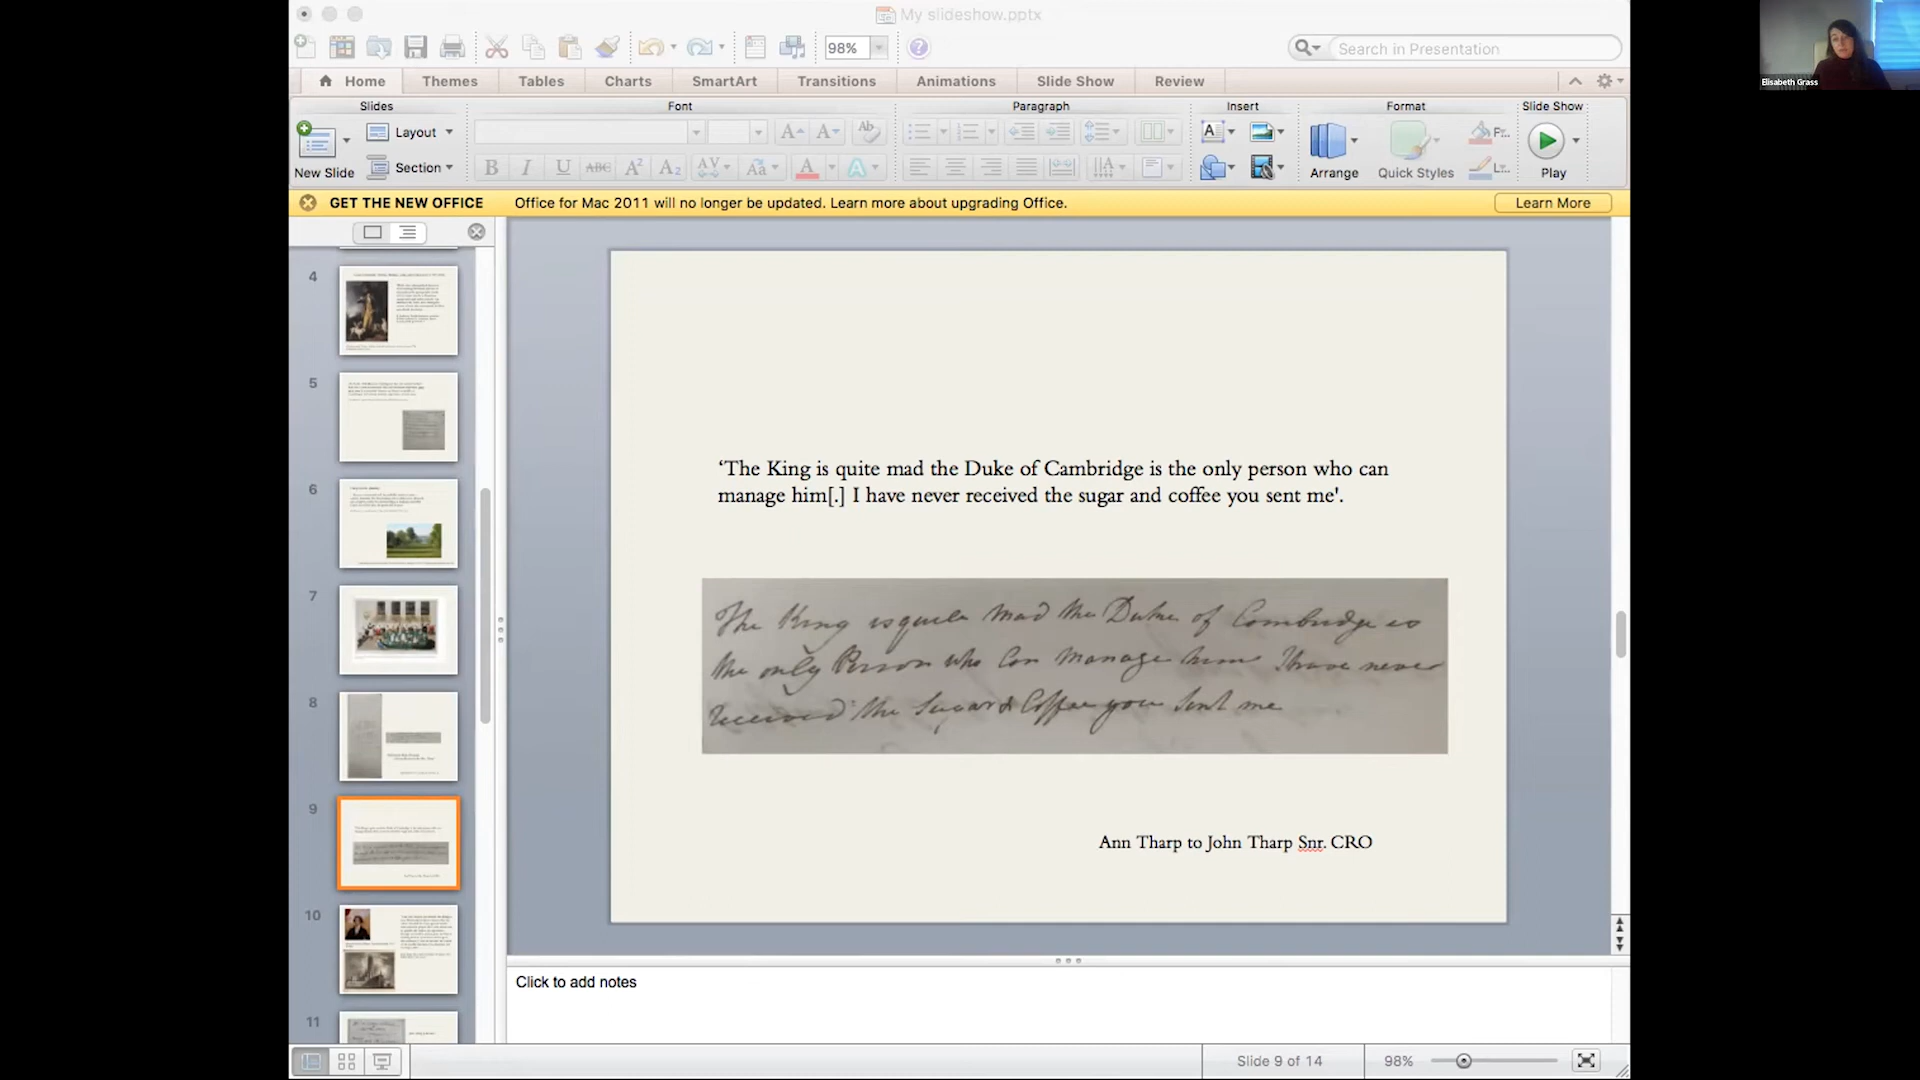 My slideshow.pptx
98%
Search in Presentation
Home
Themes
Tables
Charts
SmartArt
Transitions
Animations
Slide Show
Review
Slides
Font
Paragraph
Insert
Format
Slide Show
New Slide
Layout
Section
Arrange
Quick Styles
Play
GET THE NEW OFFICE
Office for Mac 2011 will no longer be updated. Learn more about upgrading Office.
Learn More
4
5
6
7
8
9
10
11
‘The King is quite mad the Duke of Cambridge is the only person who can
manage him[.] I have never received the sugar and coffee you sent me'.
The King is quite mad the Duke of Cambridge is
the only Person who Can manage him I have never
received the Sugar & Coffee you Sent me
Ann Tharp to John Tharp Snr. CRO
Click to add notes
Slide 9 of 14
98%
Elisabeth Grass